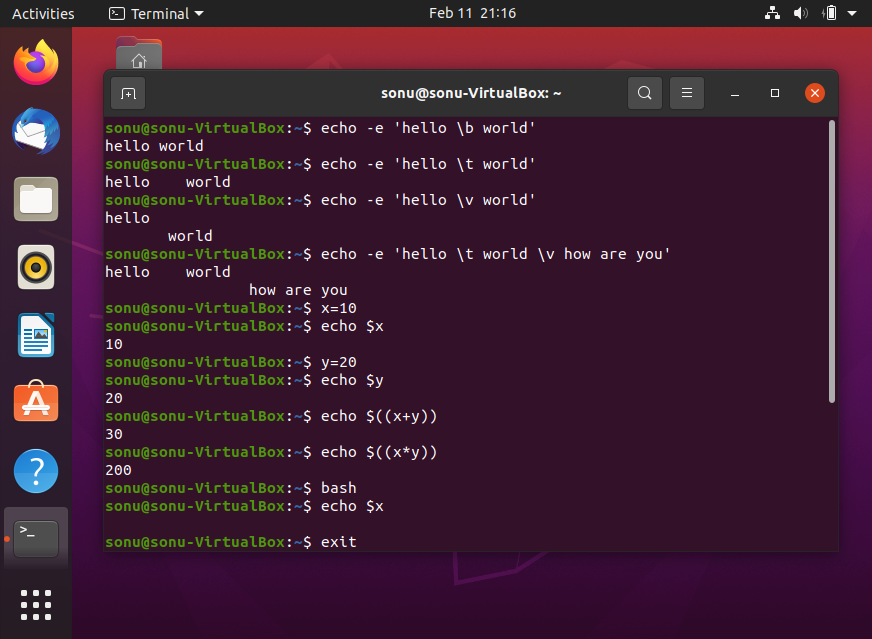 Activities Terminal Feb 11 21:16
sonu@sonu-VirtualBox: ~
sonu@sonu-VirtualBox:~$ echo -e 'hello \b world'
hello world
sonu@sonu-VirtualBox:~$ echo -e 'hello \t world'
hello    world
sonu@sonu-VirtualBox:~$ echo -e 'hello \v world'
hello
       world
sonu@sonu-VirtualBox:~$ echo -e 'hello \t world \v how are you'
hello    world
                how are you
sonu@sonu-VirtualBox:~$ x=10
sonu@sonu-VirtualBox:~$ echo $x
10
sonu@sonu-VirtualBox:~$ y=20
sonu@sonu-VirtualBox:~$ echo $y
20
sonu@sonu-VirtualBox:~$ echo $((x+y))
30
sonu@sonu-VirtualBox:~$ echo $((x*y))
200
sonu@sonu-VirtualBox:~$ bash
sonu@sonu-VirtualBox:~$ echo $x

sonu@sonu-VirtualBox:~$ exit